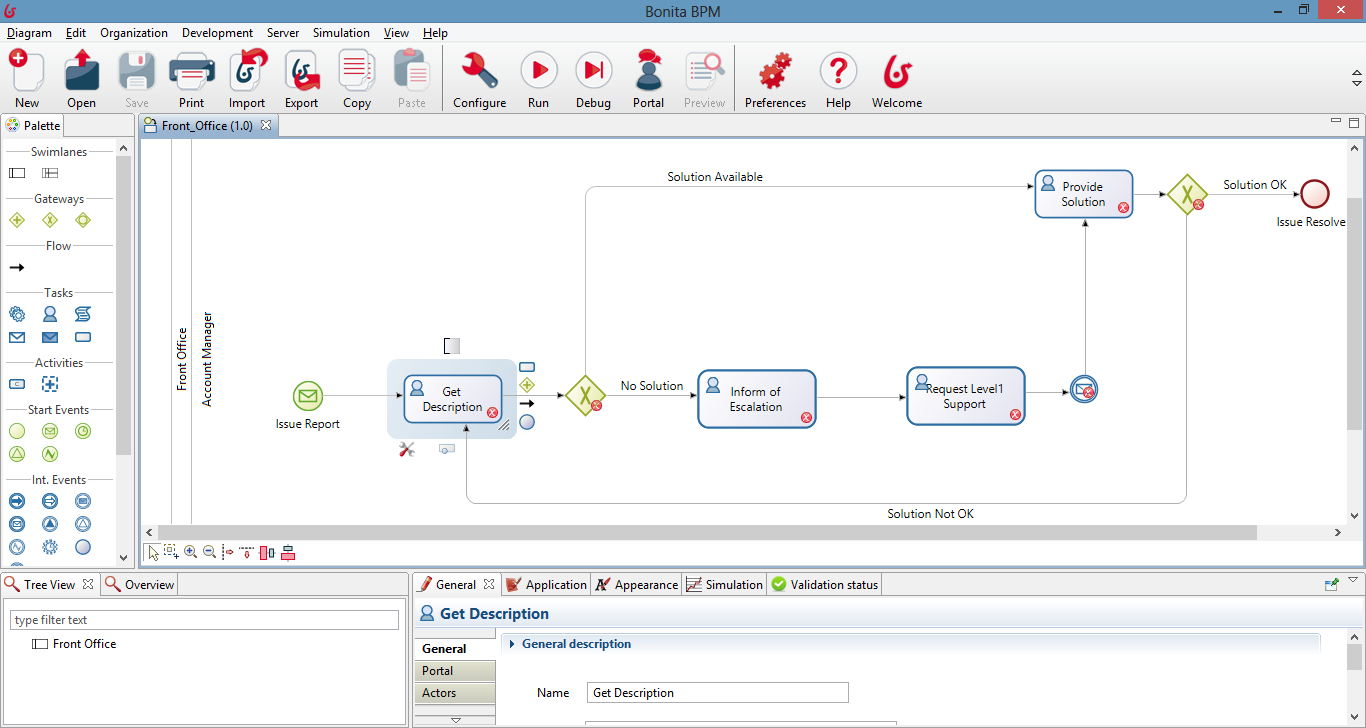 Bonita BPM
Diagram Edit Organization Development Server Simulation View Help
New Open Save Print Import Export Copy Paste Configure Run Debug Portal Preview Preferences Help Welcome
Palette
Front_Office (1.0)
Swimlanes
Gateways
Flow
Tasks
Activities
C
Start Events
Int. Events
Front Office
Account Manager
Solution Available
Provide
Solution
Solution OK
Issue Resolve
Issue Report
Get
Description
No Solution
Inform of
Escalation
Request Level1
Support
Solution Not OK
Tree View
Overview
type filter text
Front Office
General Application Appearance Simulation Validation status
Get Description
General
Portal
Actors
General description
Name Get Description